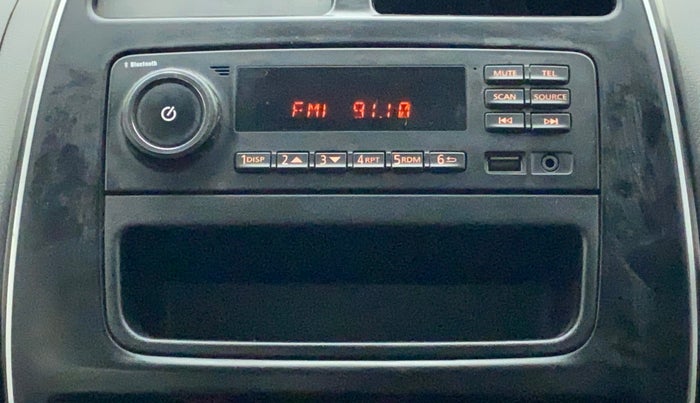 Bluetooth
FM1 91.10
MUTE TEL
SCAN SOURCE
1DISP 2 3 4RPT 5RDM 6